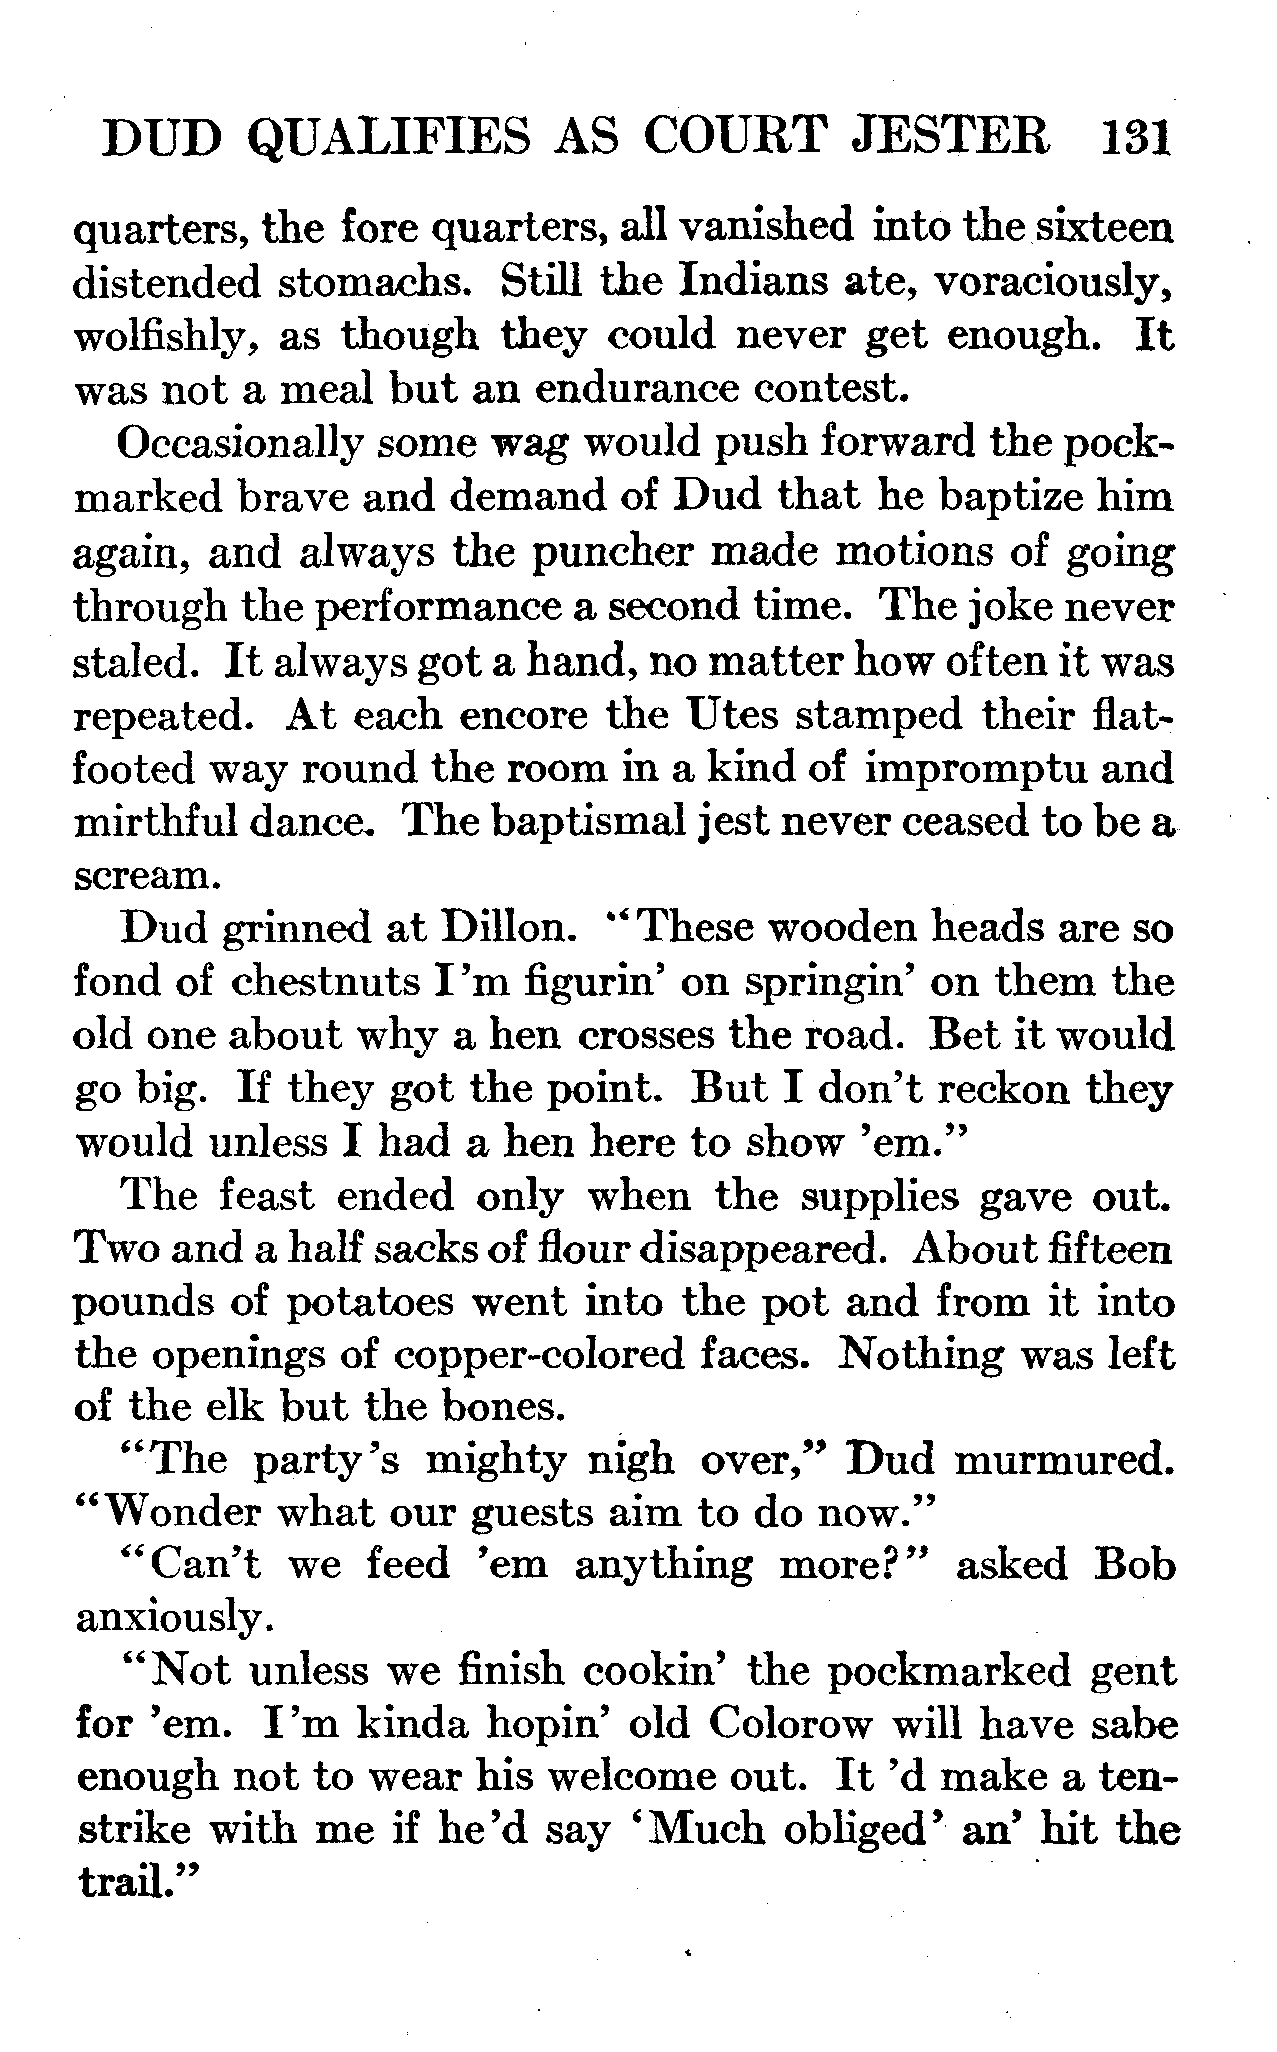 DUD QUALIFIES AS COURT JESTER 131
quarters, the fore quarters, all vanished into the sixteen
distended stomachs. Still the Indians ate, voraciously,
wolfishly, as though they could never get enough. It
was not a meal but an endurance contest.
Occasionally some wag would push forward the pock-
marked brave and demand of Dud that he baptize him
again, and always the puncher made motions of going
through the performance a second time. The joke never
staled. It always got a hand, no matter how often it was
repeated. At each encore the Utes stamped their flat-
footed way round the room in a kind of impromptu and
mirthful dance. The baptismal jest never ceased to be a
scream.
Dud grinned at Dillon. “These wooden heads are so
fond of chestnuts I’m figurin’ on springin’ on them the
old one about why a hen crosses the road. Bet it would
go big. If they got the point. But I don’t reckon they
would unless I had a hen here to show ’em.”
The feast ended only when the supplies gave out.
Two and a half sacks of flour disappeared. About fifteen
pounds of potatoes went into the pot and from it into
the openings of copper-colored faces. Nothing was left
of the elk but the bones.
“The party’s mighty nigh over,” Dud murmured.
“Wonder what our guests aim to do now.”
“Can’t we feed ’em anything more?” asked Bob
anxiously.
“Not unless we finish cookin’ the pockmarked gent
for ’em. I’m kinda hopin’ old Colorow will have sabe
enough not to wear his welcome out. It ’d make a ten-
strike with me if he’d say ‘Much obliged’ an’ hit the
trail.”